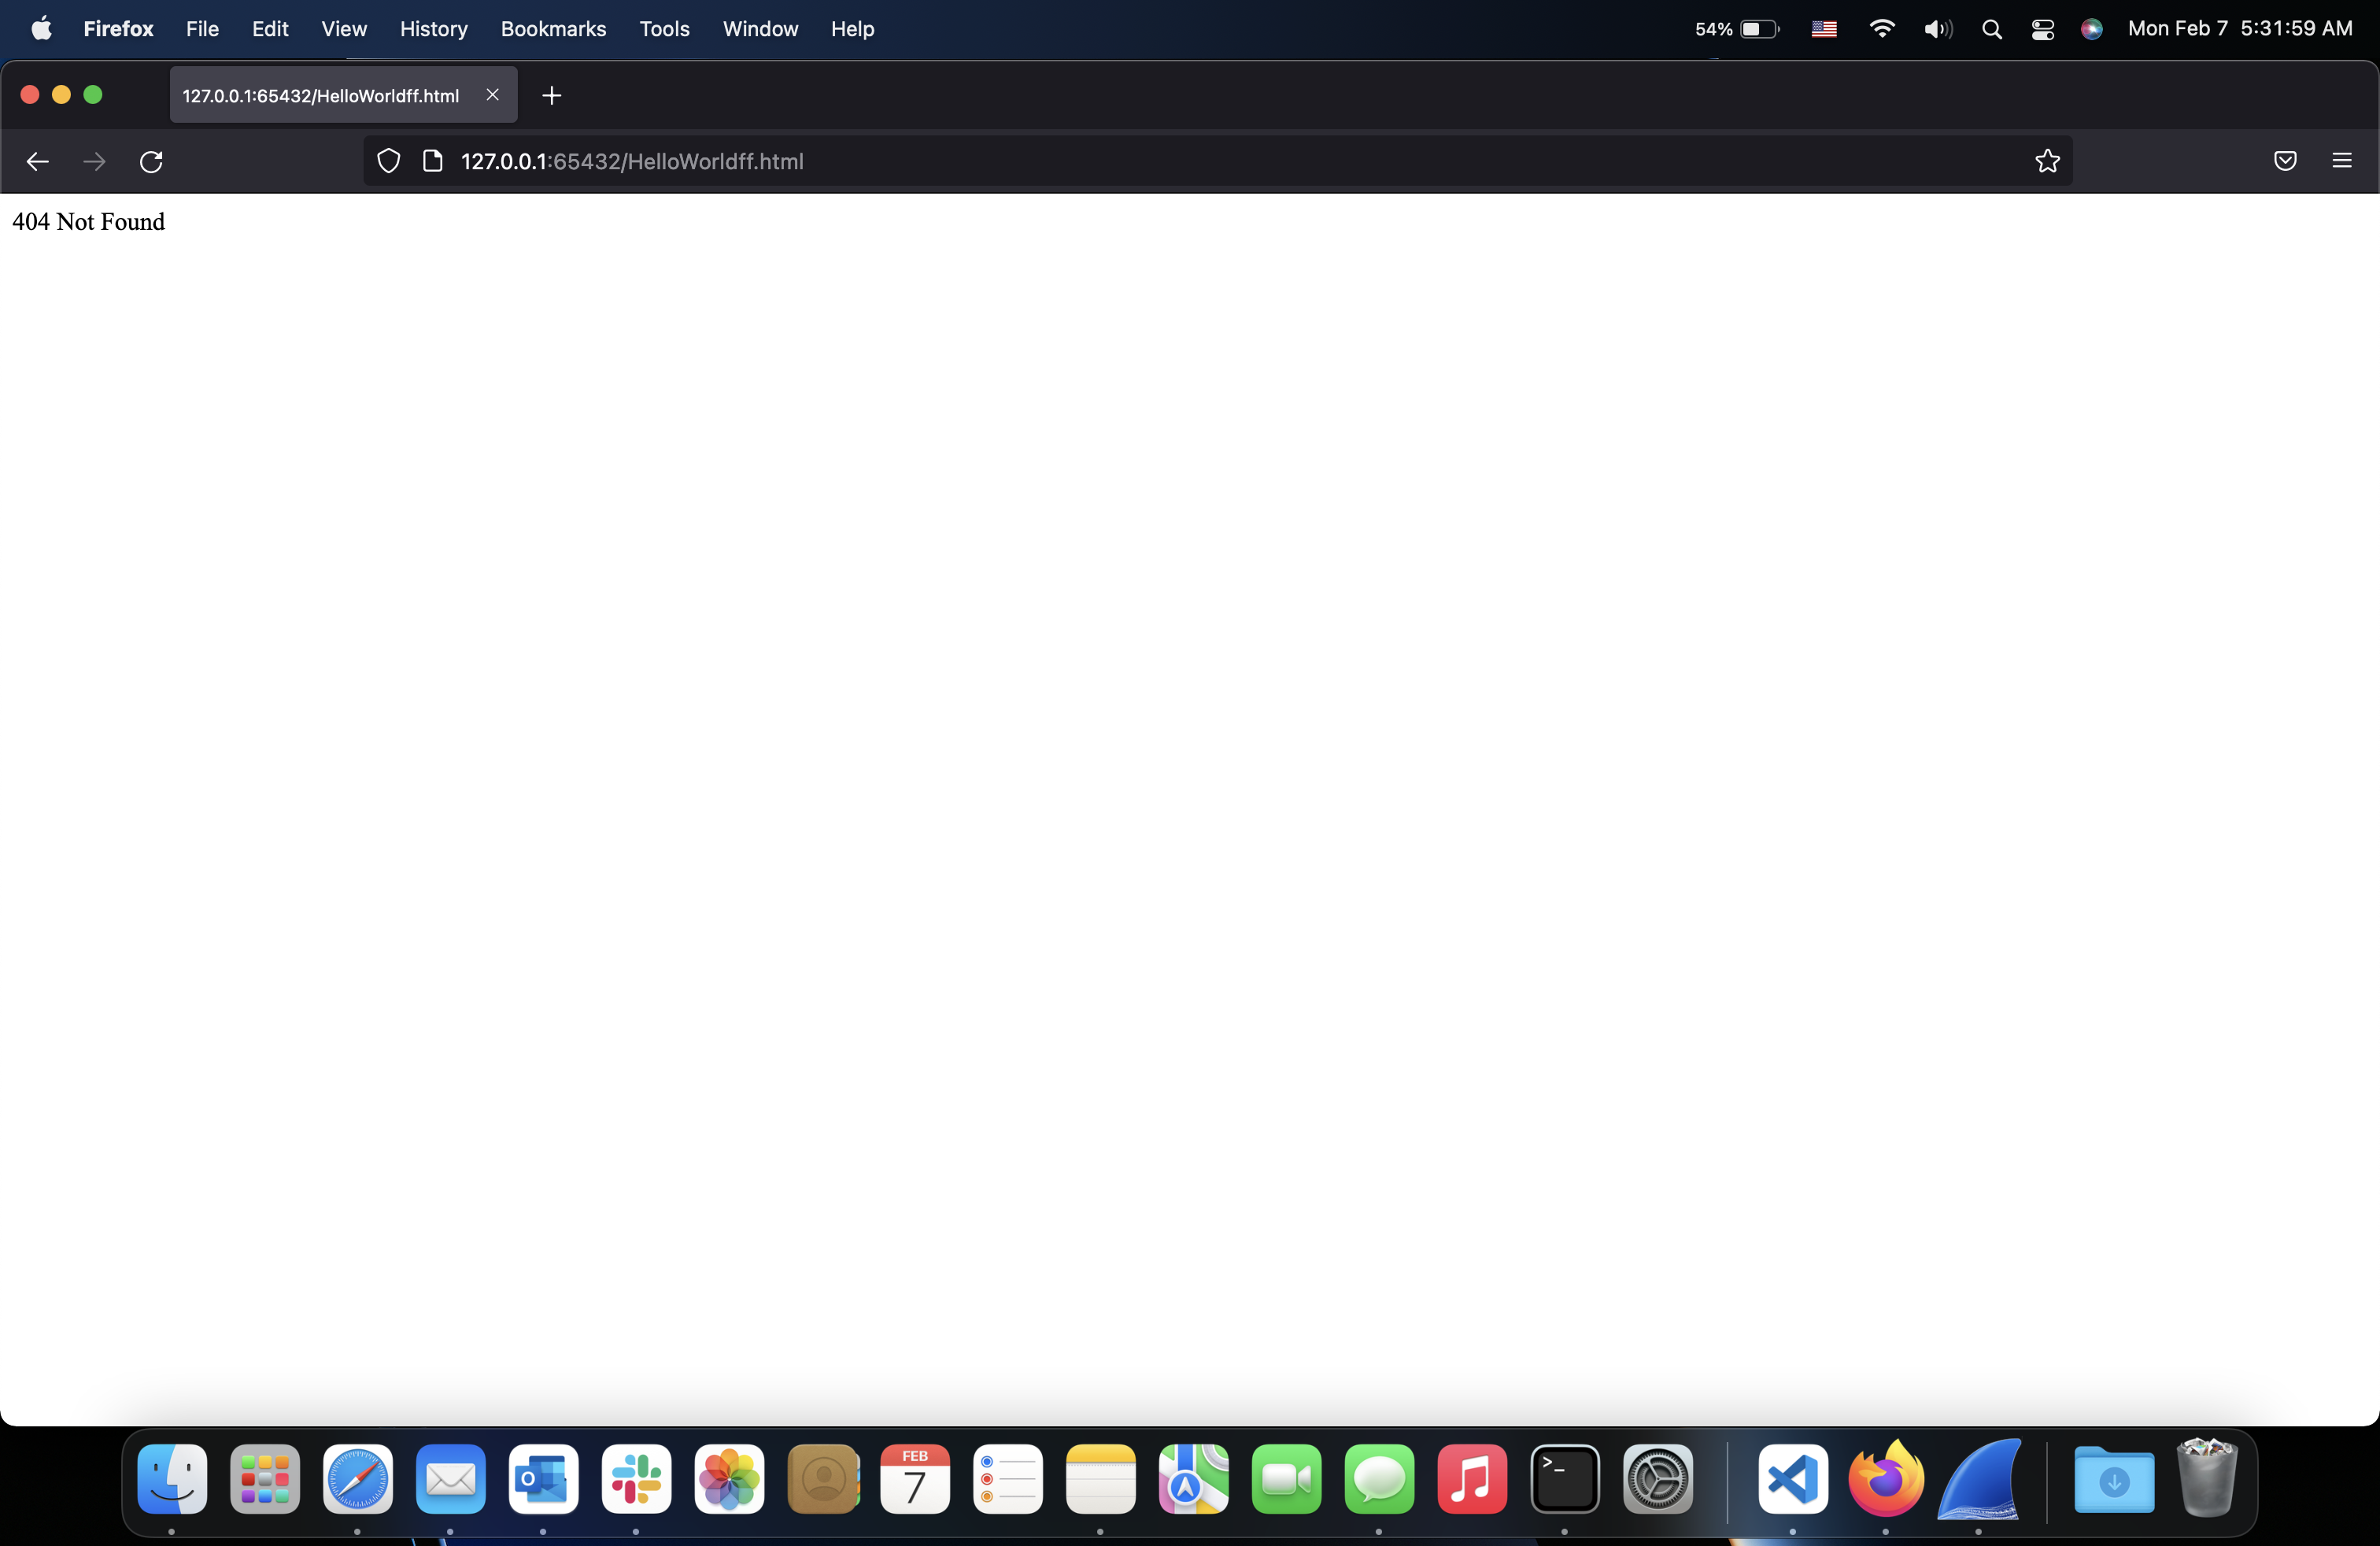 Firefox File Edit View History Bookmarks Tools Window Help 54% Mon Feb 7 5:31:59 AM
127.0.0.1:65432/HelloWorldff.html
127.0.0.1:65432/HelloWorldff.html
404 Not Found
FEB
7